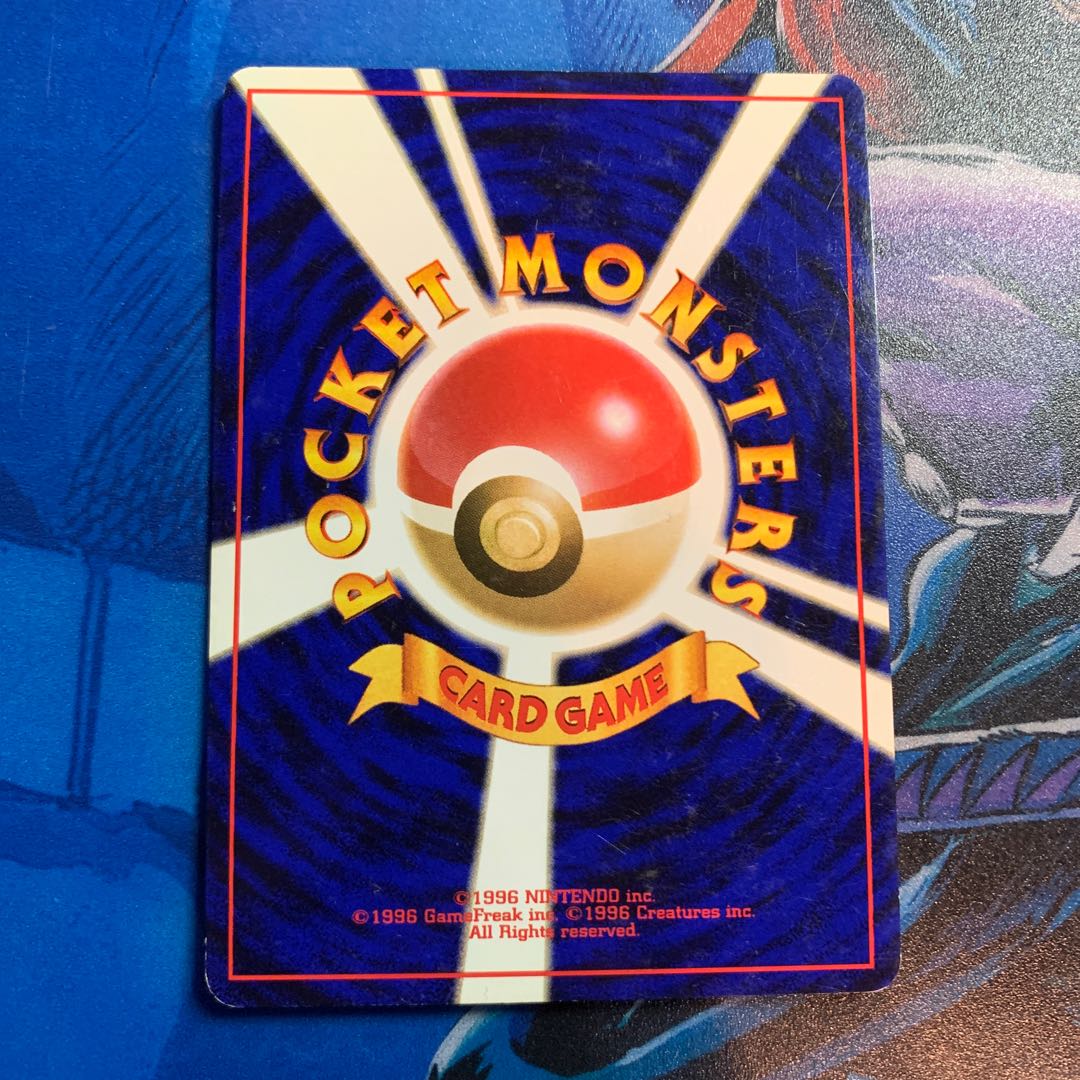 POCKET MONSTERS
CARD GAME
©1996 NINTENDO inc.
©1996 GameFreak inc. ©1996 Creatures inc.
All Rights reserved.